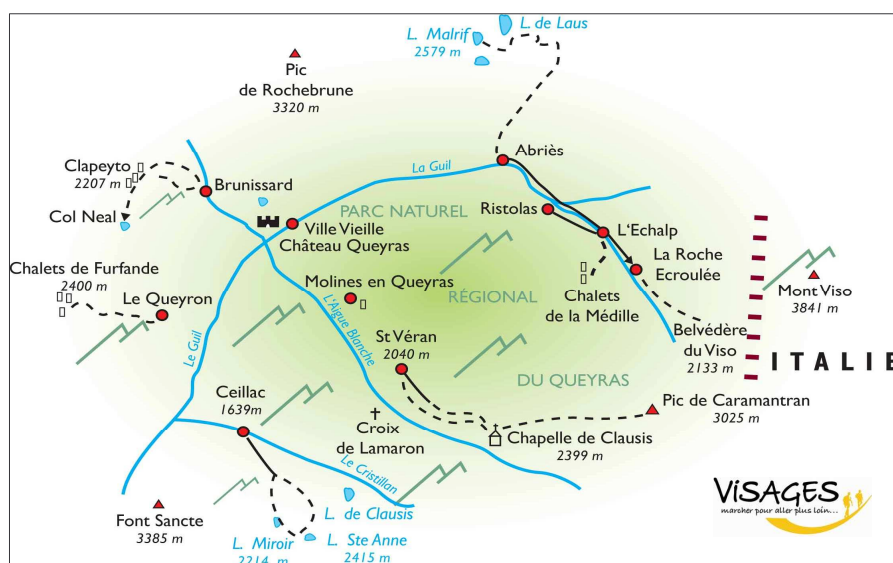 L. de Laus
L. Malrif
2579 m
Pic
de Rochebrune
3320 m
Abriès
La Guil
Clapeyto
2207 m
Brunissard
PARC NATUREL
Ristolas
Col Neal
Ville Vieille
Château Queyras
L'Echalp
La Roche
Ecroulée
Chalets de Furfande
2400 m
Le Queyron
Molines en Queyras
RÉGIONAL
Chalets
de la Médille
Mont Viso
3841 m
Le Guil
L'Aigue Blanche
St Véran
2040 m
Belvédère
du Viso
2133 m
ITALIE
DU QUEYRAS
Ceillac
1639m
Pic de Caramantran
3025 m
Croix
de Lamaron
Chapelle de Clausis
2399 m
Le Cristillan
Font Sancte
3385 m
L. de Clausis
L. Miroir
2214 m
L. Ste Anne
2415 m
ViSAGES
marcher pour aller plus loin...